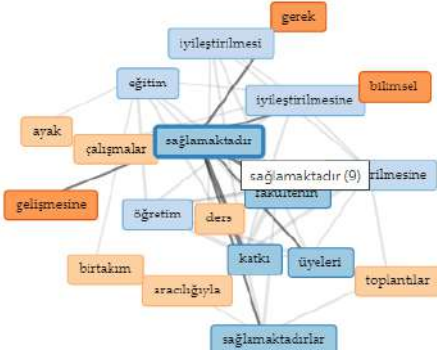 gerek
iyileştirilmesi
eğitim
bilimsel
iyileştirilmesine
ayak
çalışmalar
sağlamaktadır
sağlamaktadır (9)
rilmesine
fakültenin
gelişmesine
öğretim
ders
katkı
üyeleri
birtakım
aracılığıyla
toplantılar
sağlamaktadırlar